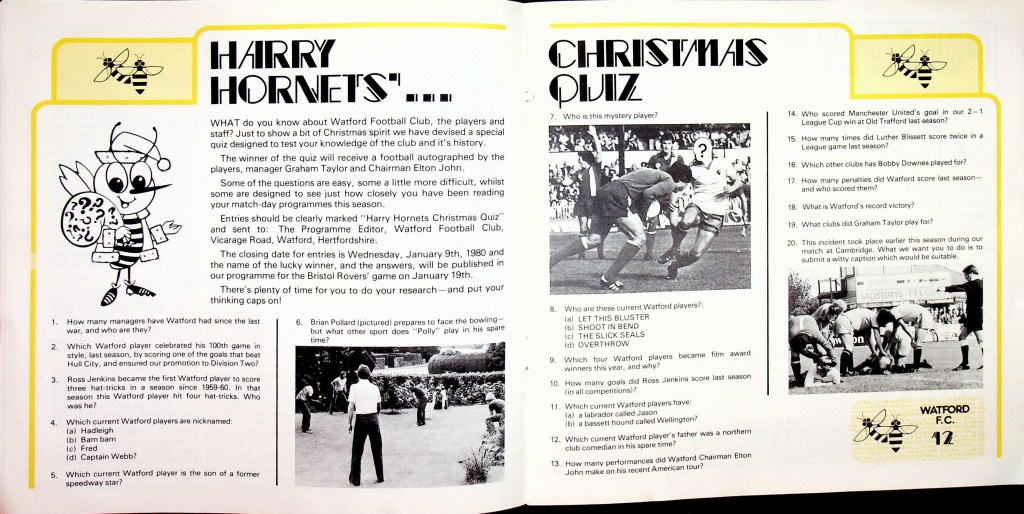 HARRY
HORNETS'...
WHAT do you know about Watford Football Club, the players and
staff? Just to show a bit of Christmas spirit we have devised a special
quiz designed to test your knowledge of the club and it's history.
The winner of the quiz will receive a football autographed by the
players, manager Graham Taylor and Chairman Elton John.
Some of the questions are easy, some a little more difficult, whilst
some are designed to see just how closely you have been reading
your match-day programmes this season.
Entries should be clearly marked "Harry Hornets Christmas Quiz"
and sent to: The Programme Editor, Watford Football Club,
Vicarage Road, Watford, Hertfordshire.
The closing date for entries is Wednesday, January 9th, 1980 and
the name of the lucky winner, and the answers, will be published in
our programme for the Bristol Rovers' game on January 19th.
There's plenty of time for you to do your research—and put your
thinking caps on!
1. How many managers have Watford had since the last
war, and who are they?
2. Which Watford player celebrated his 100th game in
style, last season, by scoring one of the goals that beat
Hull City, and ensured our promotion to Division Two?
3. Ross Jenkins became the first Watford player to score
three hat-tricks in a season since 1959-60. In that
season this Watford player hit four hat-tricks. Who
was he?
4. Which current Watford players are nicknamed:
(a) Hadleigh
(b) Bam bam
(c) Fred
(d) Captain Webb?
5. Which current Watford player is the son of a former
speedway star?
6. Brian Pollard (pictured) prepares to face the bowling—
but what other sport does "Polly" play in his spare
time?
CHRISTMAS
QUIZ
7. Who is this mystery player?
?
8. Who are these current Watford players?:
(a) LET THIS BLUSTER
(b) SHOOT IN BEND
(c) THE SLICK SEALS
(d) OVERTHROW
9. Which four Watford players became film award
winners this year, and why?
10. How many goals did Ross Jenkins score last season
(in all competitions)?
11. Which current Watford players have:
(a) a labrador called Jason
(b) a bassett hound called Wellington?
12. Which current Watford player's father was a northern
club comedian in his spare time?
13. How many performances did Watford Chairman Elton
John make on his recent American tour?
14. Who scored Manchester United's goal in our 2—1
League Cup win at Old Trafford last season?
15. How many times did Luther Blissett score twice in a
League game last season?
16. Which other clubs has Bobby Downes played for?
17. How many penalties did Watford score last season—
and who scored them?
18. What is Watford's record victory?
19. What clubs did Graham Taylor play for?
20. This incident took place earlier this season during our
match at Cambridge. What we want you to do is to
submit a witty caption which would be suitable.
SALISBURYS
WATFORD
F.C.
12